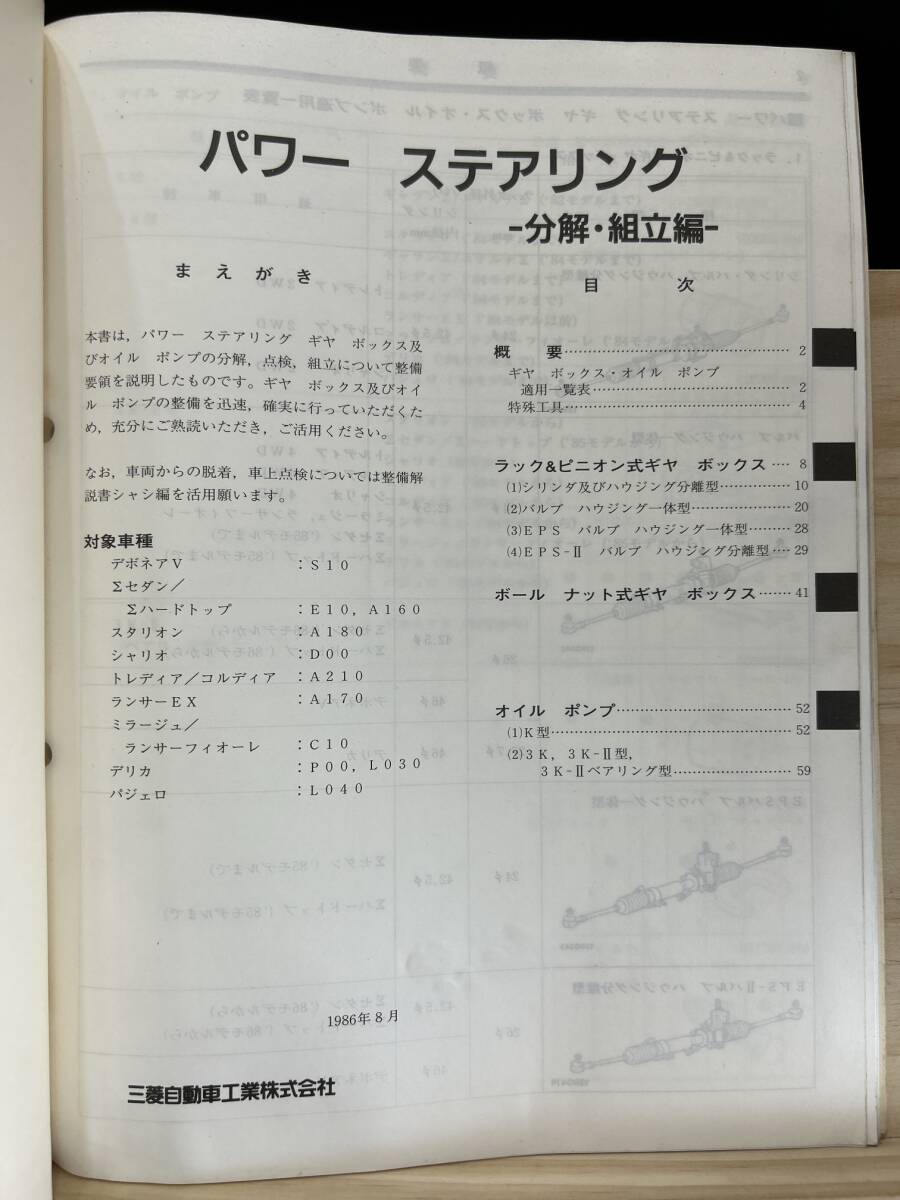 パワー ステアリング
-分解・組立編-
まえがき
本書は，パワー ステアリング ギヤ ボックス及
びオイル ポンプの分解，点検，組立について整備
要領を説明したものです。ギヤ ボックス及びオイ
ル ポンプの整備を迅速，確実に行っていただくた
め，充分にご熟読いただき，ご活用ください。
なお，車両からの脱着，車上点検については整備解
説書シャシ編を活用願います。
対象車種
デボネアＶ ：Ｓ１０
Σセダン／
Σハードトップ ：Ｅ１０，Ａ１６０
スタリオン ：Ａ１８０
シャリオ ：Ｄ００
トレディア／コルディア ：Ａ２１０
ランサーＥＸ ：Ａ１７０
ミラージュ／
ランサーフィオーレ ：Ｃ１０
デリカ ：Ｐ００，Ｌ０３０
パジェロ ：Ｌ０４０
1986年８月
三菱自動車工業株式会社
目 次
概 要 2
ギヤ ボックス・オイル ポンプ
適用一覧表 2
特殊工具 4
ラック&ピニオン式ギヤ ボックス 8
(1)シリンダ及びハウジング分離型 10
(2)バルブ ハウジング一体型 20
(3)ＥＰＳ バルブ ハウジング一体型 28
(4)ＥＰＳ-Ⅱ バルブ ハウジング分離型 29
ボール ナット式ギヤ ボックス 41
オイル ポンプ 52
(1)Ｋ型 52
(2)３Ｋ，３Ｋ-Ⅱ型，
３Ｋ-Ⅱベアリング型 59